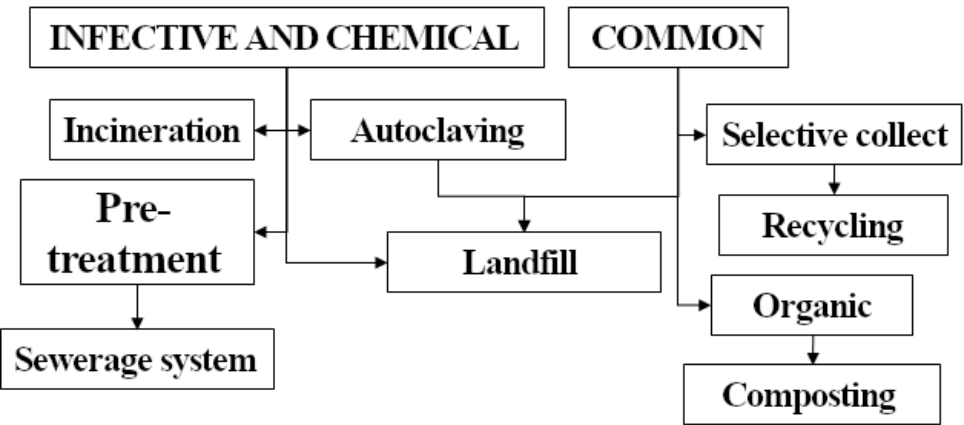 INFECTIVE AND CHEMICAL
COMMON
Incineration
Autoclaving
Selective collect
Pre-
treatment
Recycling
Landfill
Organic
Sewerage system
Composting